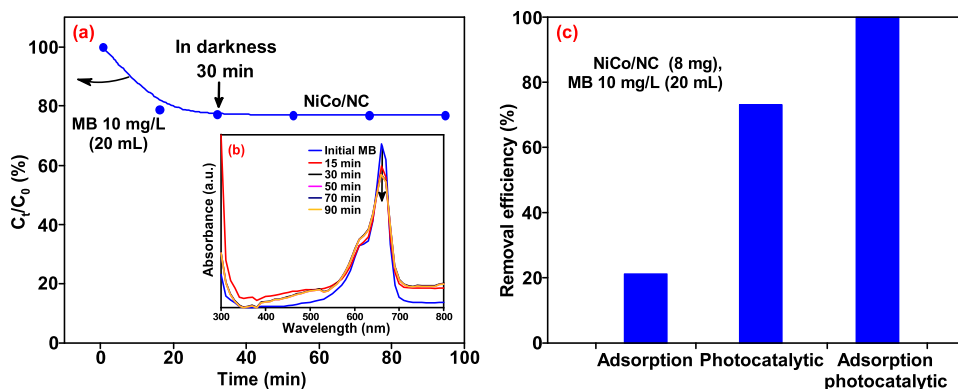 (a)
In darkness
30 min
NiCo/NC
MB 10 mg/L
(20 mL)
Ct/C0 (%)
100
80
60
40
20
0
0 20 40 60 80 100
Time (min)
(b)
Initial MB
15 min
30 min
50 min
70 min
90 min
Absorbance (a.u.)
300 400 500 600 700 800
Wavelength (nm)
(c)
NiCo/NC (8 mg),
MB 10 mg/L (20 mL)
Removal efficiency (%)
100
80
60
40
20
0
Adsorption Photocatalytic Adsorption
photocatalytic